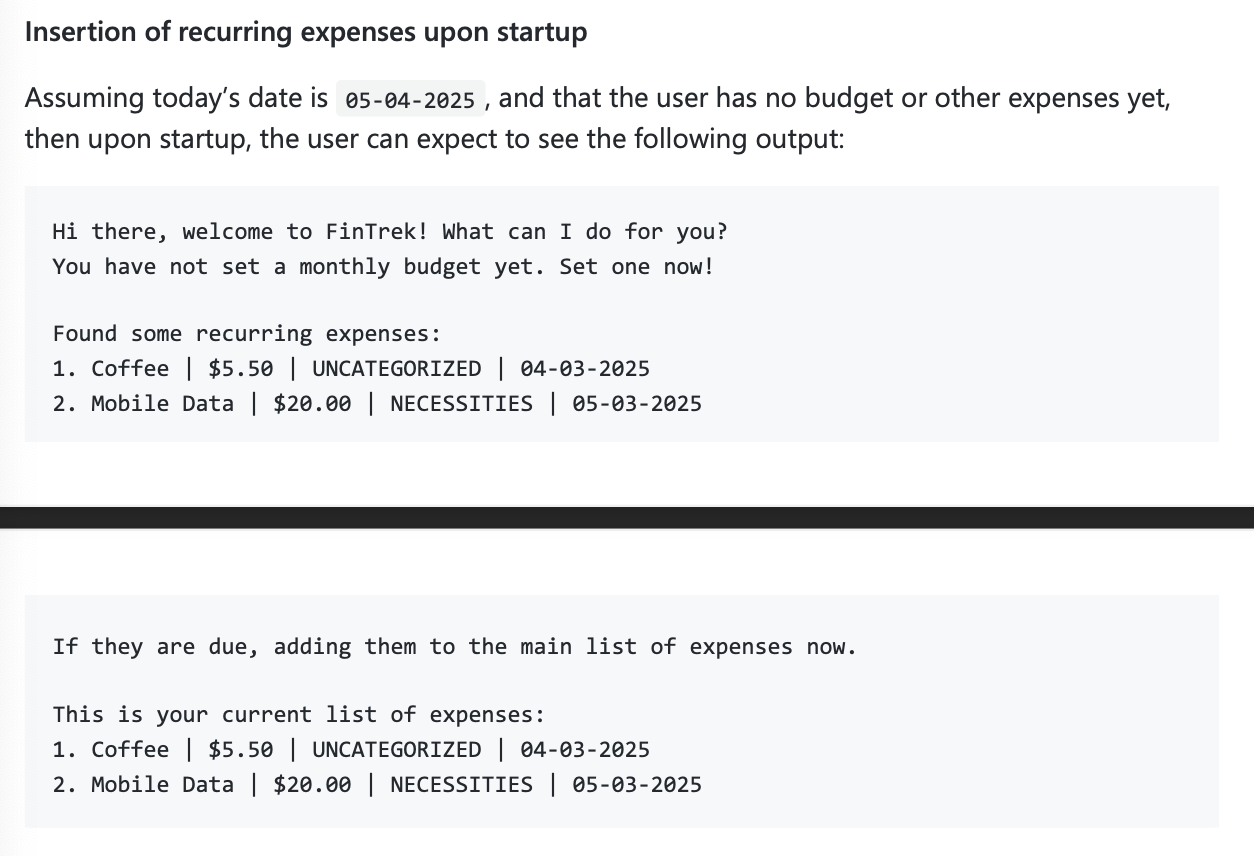 Insertion of recurring expenses upon startup
Assuming today’s date is 05-04-2025 , and that the user has no budget or other expenses yet,
then upon startup, the user can expect to see the following output:
Hi there, welcome to FinTrek! What can I do for you?
You have not set a monthly budget yet. Set one now!
Found some recurring expenses:
1. Coffee | $5.50 | UNCATEGORIZED | 04-03-2025
2. Mobile Data | $20.00 | NECESSITIES | 05-03-2025
If they are due, adding them to the main list of expenses now.
This is your current list of expenses:
1. Coffee | $5.50 | UNCATEGORIZED | 04-03-2025
2. Mobile Data | $20.00 | NECESSITIES | 05-03-2025